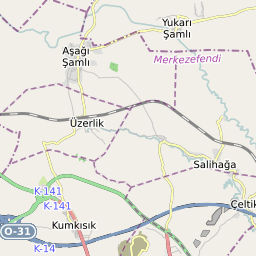 Yukarı
Şamlı
Aşağı
Şamlı
Merkezefendi
Üzerlik
Salihağa
K-141
K-141
Çeltik
O-31
Kumkısık
K-14